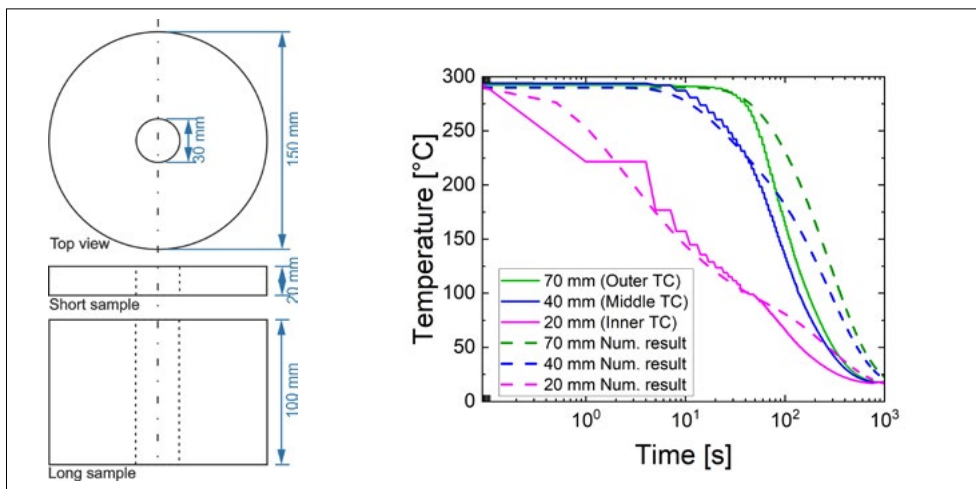 30 mm
150 mm
Top view
20 mm
Short sample
100 mm
Long sample
Temperature [°C]
300
250
200
150
100
50
0
70 mm (Outer TC)
40 mm (Middle TC)
20 mm (Inner TC)
70 mm Num. result
40 mm Num. result
20 mm Num. result
10⁰ 10¹ 10² 10³
Time [s]